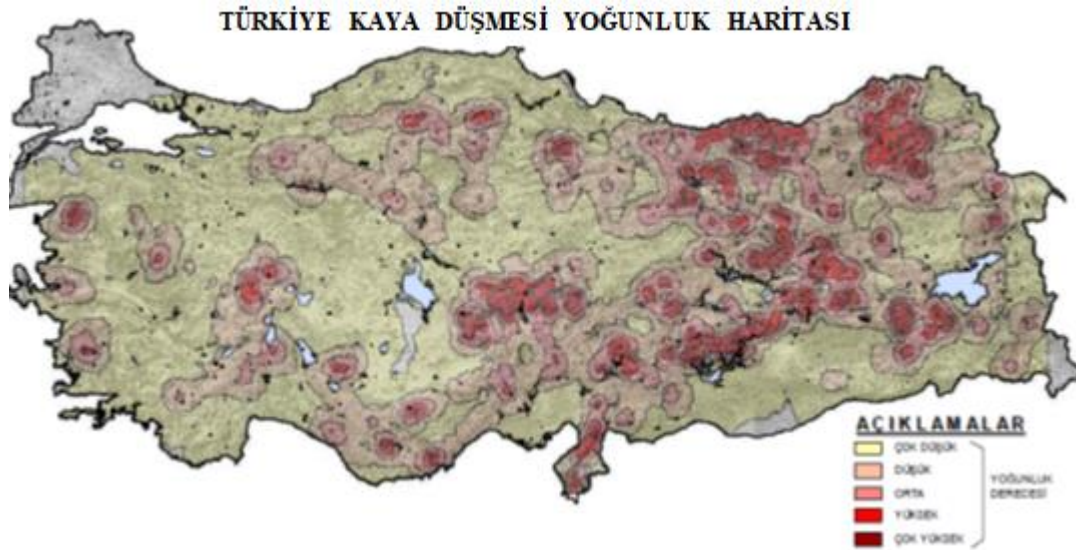 TÜRKİYE KAYA DÜŞMESİ YOĞUNLUK HARİTASI
AÇIKLAMALAR
ÇOK DÜŞÜK
DÜŞÜK
ORTA
YÜKSEK
ÇOK YÜKSEK
YOĞUNLUK
DERECESİ